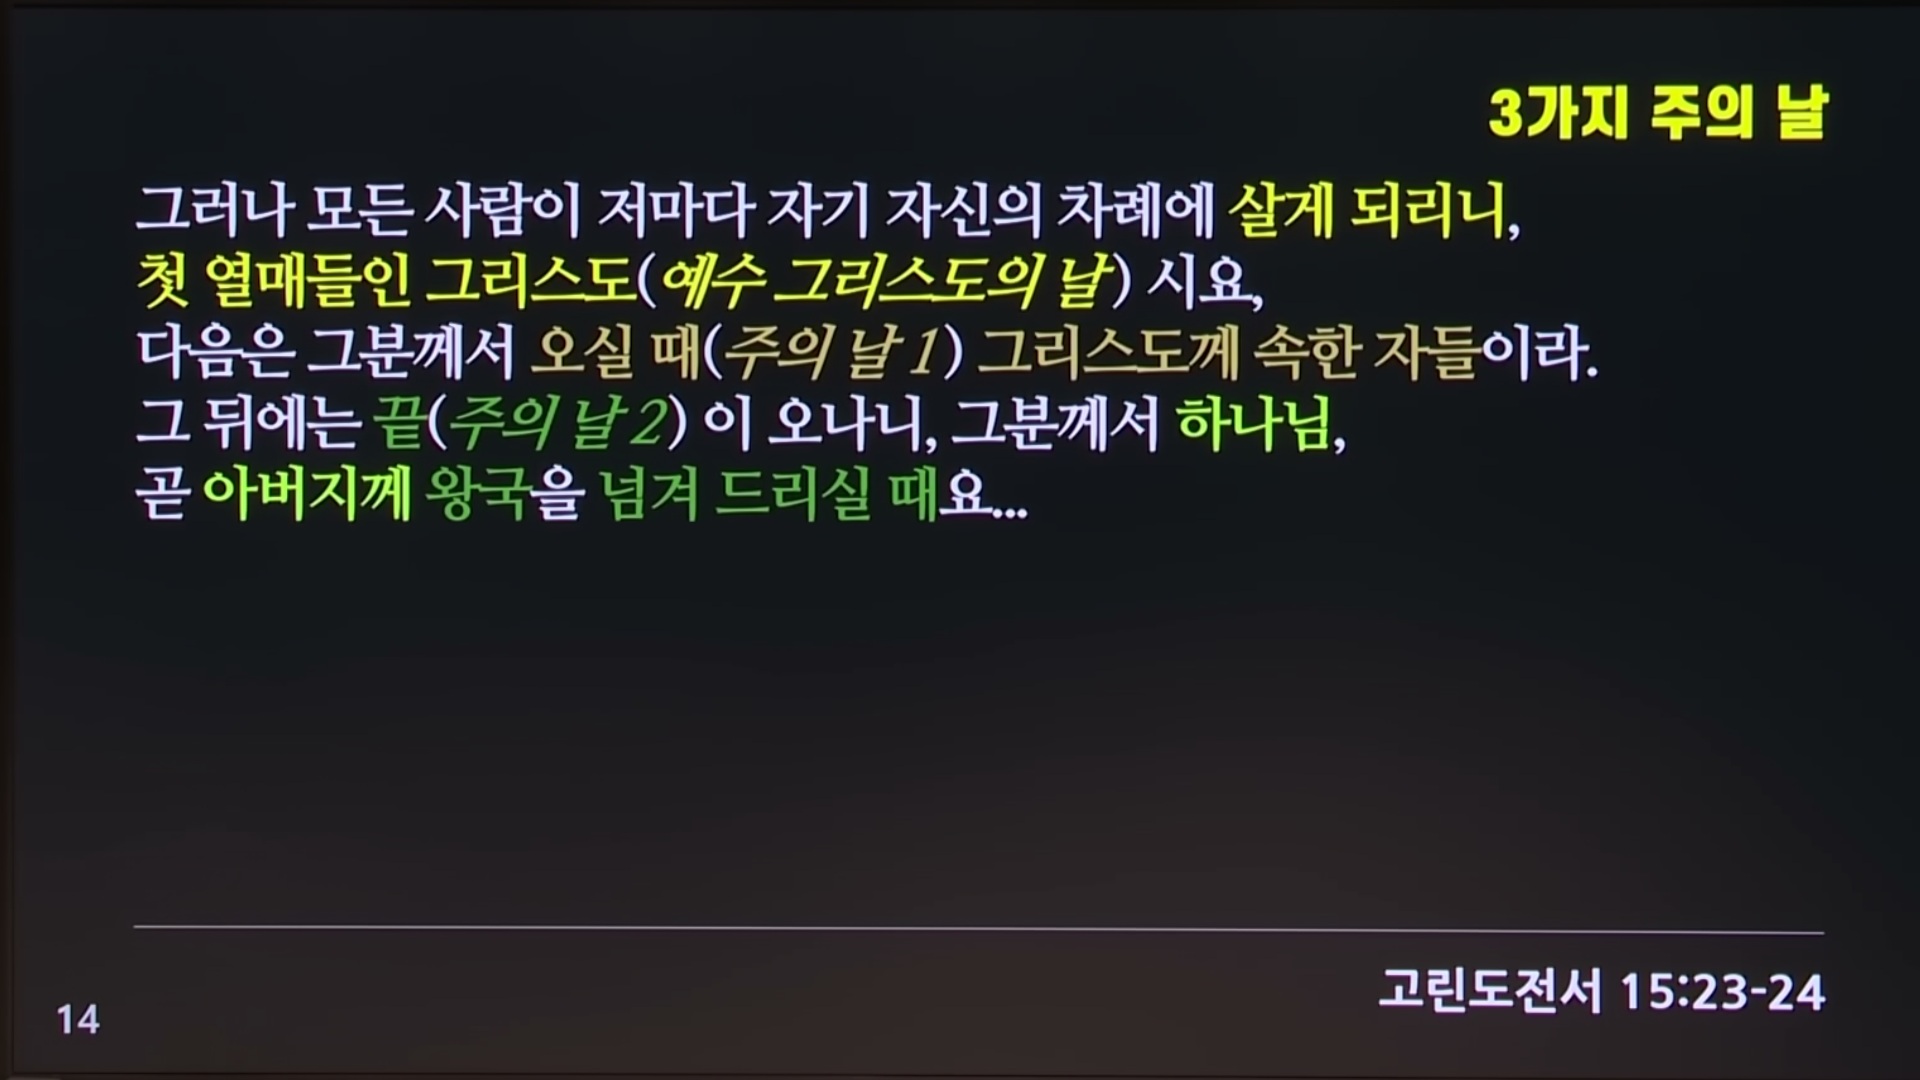 3가지 주의 날
그러나 모든 사람이 저마다 자기 자신의 차례에 살게 되리니,
첫 열매들인 그리스도(예수 그리스도의 날) 시요,
다음은 그분께서 오실 때(주의 날 1) 그리스도께 속한 자들이라.
그 뒤에는 끝(주의 날 2) 이 오나니, 그분께서 하나님,
곧 아버지께 왕국을 넘겨 드리실 때요...
고린도전서 15:23-24
14